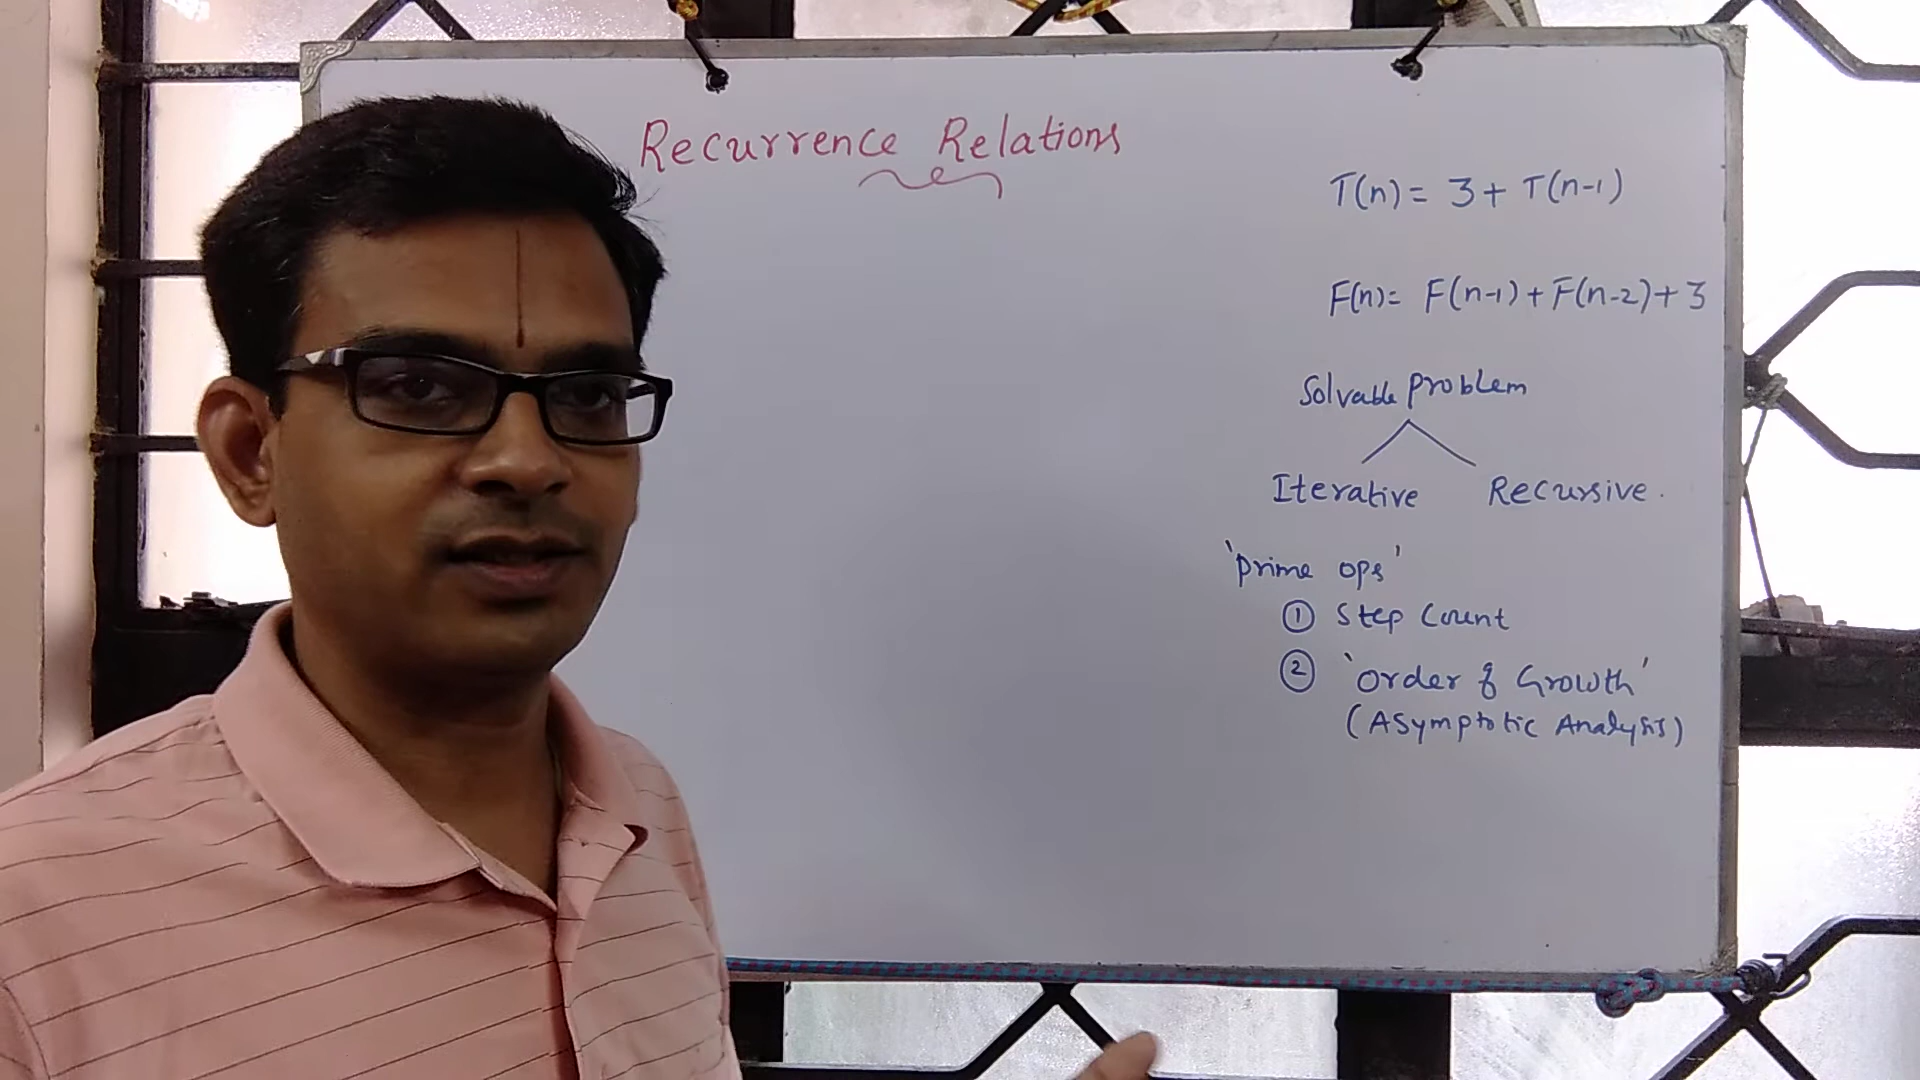 Recurrence Relations
T(n) = 3 + T(n-1)
F(n) = F(n-1) + F(n-2) + 3
Solvable problem
Iterative Recursive.
'prime ops'
① Step Count
② 'Order of Growth'
(Asymptotic Analysis)